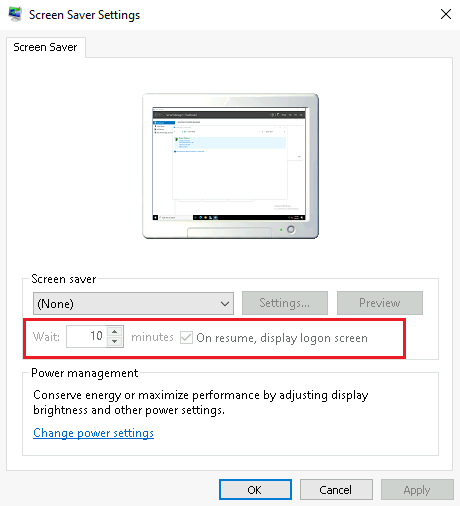 Screen Saver Settings
Screen Saver
Screen saver
(None)
Settings...
Preview
Wait: 10 minutes On resume, display logon screen
Power management
Conserve energy or maximize performance by adjusting display
brightness and other power settings.
Change power settings
OK
Cancel
Apply